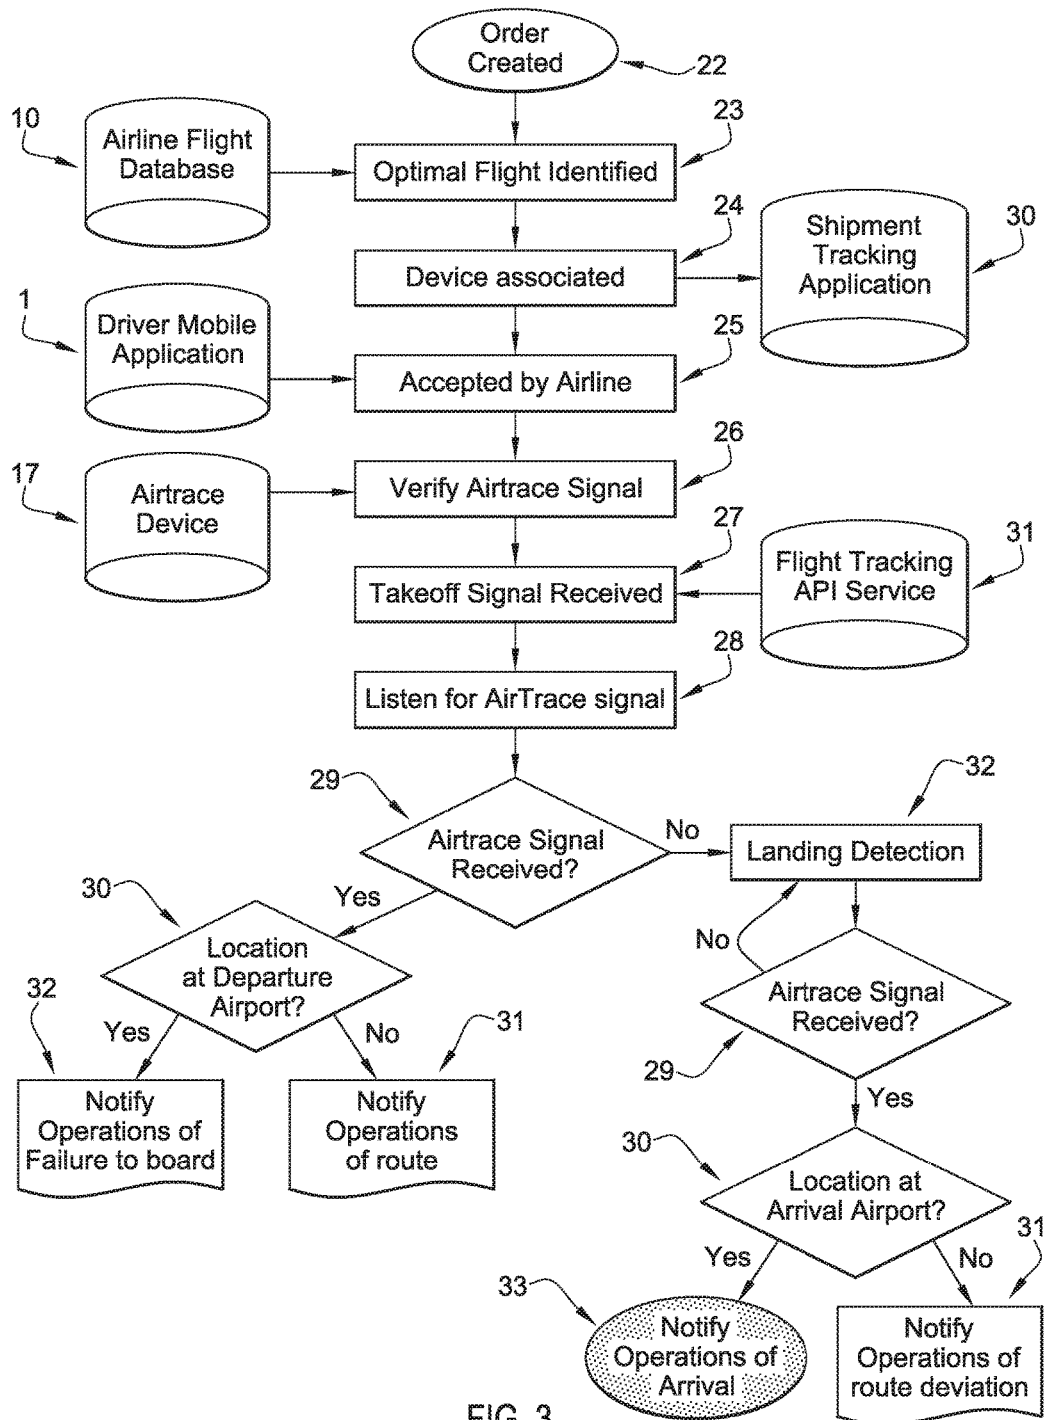 Order
Created
22
10
Airline Flight
Database
23
Optimal Flight Identified
24
Device associated
Shipment
Tracking
Application
30
1
Driver Mobile
Application
25
Accepted by Airline
17
Airtrace
Device
26
Verify Airtrace Signal
27
Takeoff Signal Received
Flight Tracking
API Service
31
28
Listen for AirTrace signal
29
Airtrace Signal
Received?
No
32
Landing Detection
Yes
30
Location
at Departure
Airport?
No
Airtrace Signal
Received?
29
Yes
32
Yes
No
31
Notify
Operations of
Failure to board
Notify
Operations
of route
30
Location at
Arrival Airport?
Yes
No
31
33
Notify
Operations of
Arrival
Notify
Operations of
route deviation
FIG. 3